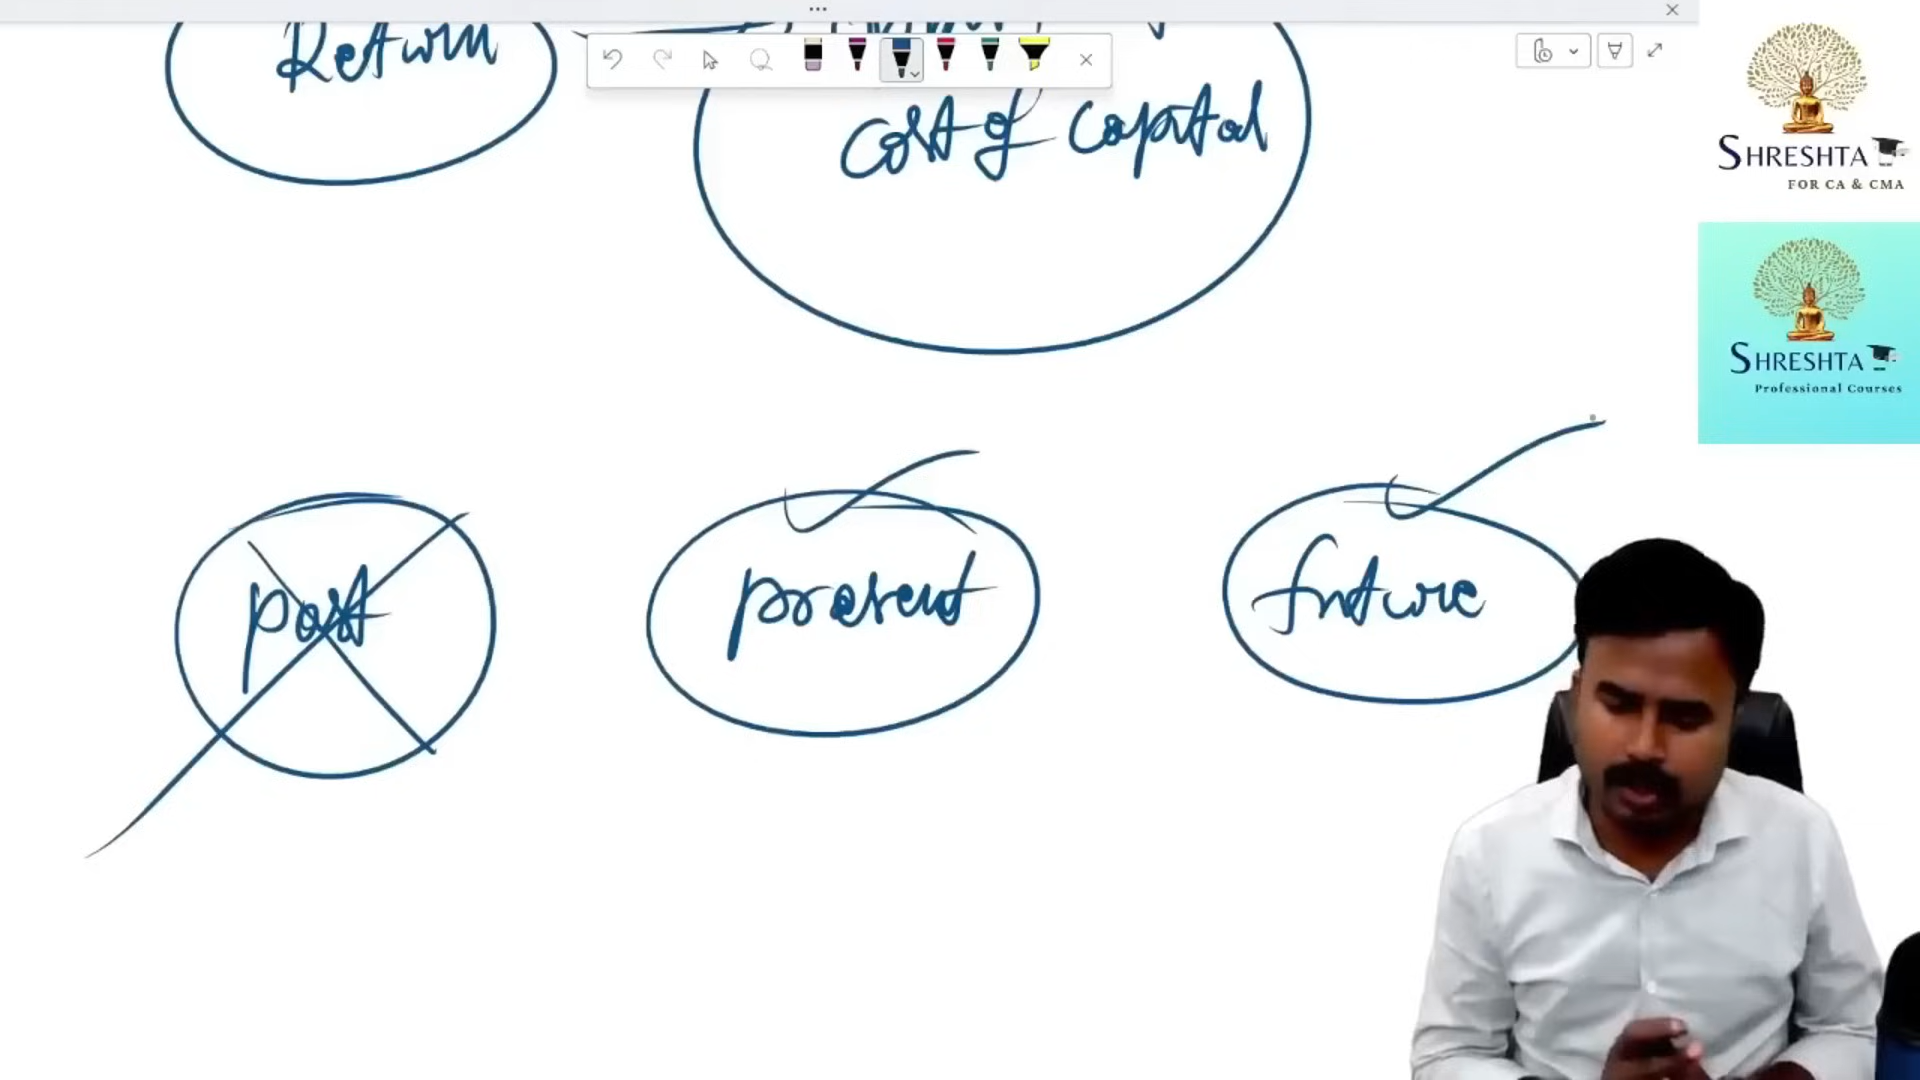 Return
cost of capital
past
present
future
SHRESHTA
FOR CA & CMA
SHRESHTA
Professional Courses